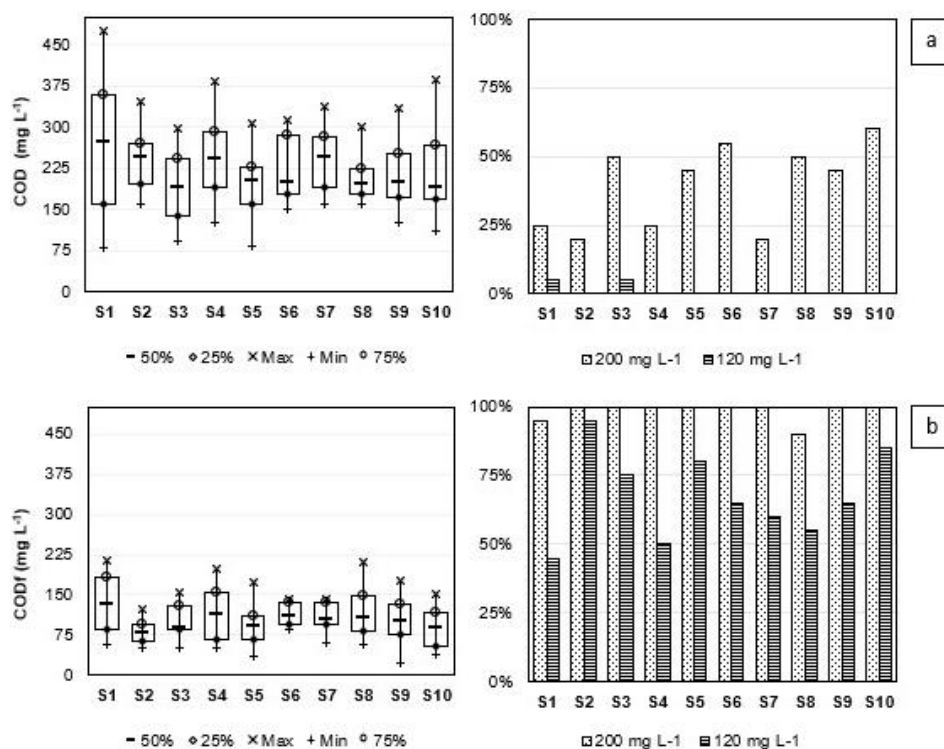 COD (mg L-1)
450
375
300
225
150
75
0
S1 S2 S3 S4 S5 S6 S7 S8 S9 S10
50% 25% Max Min 75%
100%
75%
50%
25%
0%
S1 S2 S3 S4 S5 S6 S7 S8 S9 S10
200 mg L-1 120 mg L-1
a
CODf (mg L-1)
450
375
300
225
150
75
0
S1 S2 S3 S4 S5 S6 S7 S8 S9 S10
50% 25% Max Min 75%
100%
75%
50%
25%
0%
S1 S2 S3 S4 S5 S6 S7 S8 S9 S10
200 mg L-1 120 mg L-1
b